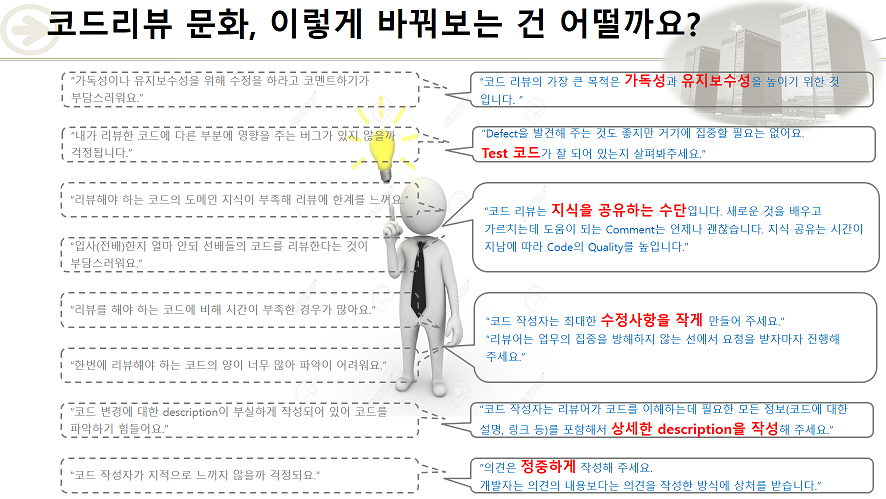 코드리뷰 문화, 이렇게 바꿔보는 건 어떨까요?
“가독성이나 유지보수성을 위해 수정을 하라고 코멘트하기가
부담스러워요.”
“코드 리뷰의 가장 큰 목적은 가독성과 유지보수성을 높이기 위한 것
입니다. ”
“내가 리뷰한 코드에 다른 부분에 영향을 주는 버그가 있지 않을까
걱정됩니다.”
“Defect을 발견해 주는 것도 좋지만 거기에 집중할 필요는 없어요.
Test 코드가 잘 되어 있는지 살펴봐주세요.”
“리뷰해야 하는 코드의 도메인 지식이 부족해 리뷰에 한계를 느껴요.”
“입사(전배)한지 얼마 안되 선배들의 코드를 리뷰한다는 것이
부담스러워요.”
“코드 리뷰는 지식을 공유하는 수단입니다. 새로운 것을 배우고
가르치는데 도움이 되는 Comment는 언제나 괜찮습니다. 지식 공유는 시간이
지남에 따라 Code의 Quality를 높입니다.”
“리뷰를 해야 하는 코드에 비해 시간이 부족한 경우가 많아요.”
“한번에 리뷰해야 하는 코드의 양이 너무 많아 파악이 어려워요.”
“코드 작성자는 최대한 수정사항을 작게 만들어 주세요.”
“리뷰어는 업무의 집중을 방해하지 않는 선에서 요청을 받자마자 진행해
주세요.”
“코드 변경에 대한 description이 부실하게 작성되어 있어 코드를
파악하기 힘들어요.”
“코드 작성자는 리뷰어가 코드를 이해하는데 필요한 모든 정보(코드에 대한
설명, 링크 등)를 포함해서 상세한 description을 작성해 주세요.”
“코드 작성자가 지적으로 느끼지 않을까 걱정되요.”
“의견은 정중하게 작성해 주세요.
개발자는 의견의 내용보다는 의견을 작성한 방식에 상처를 받습니다.”